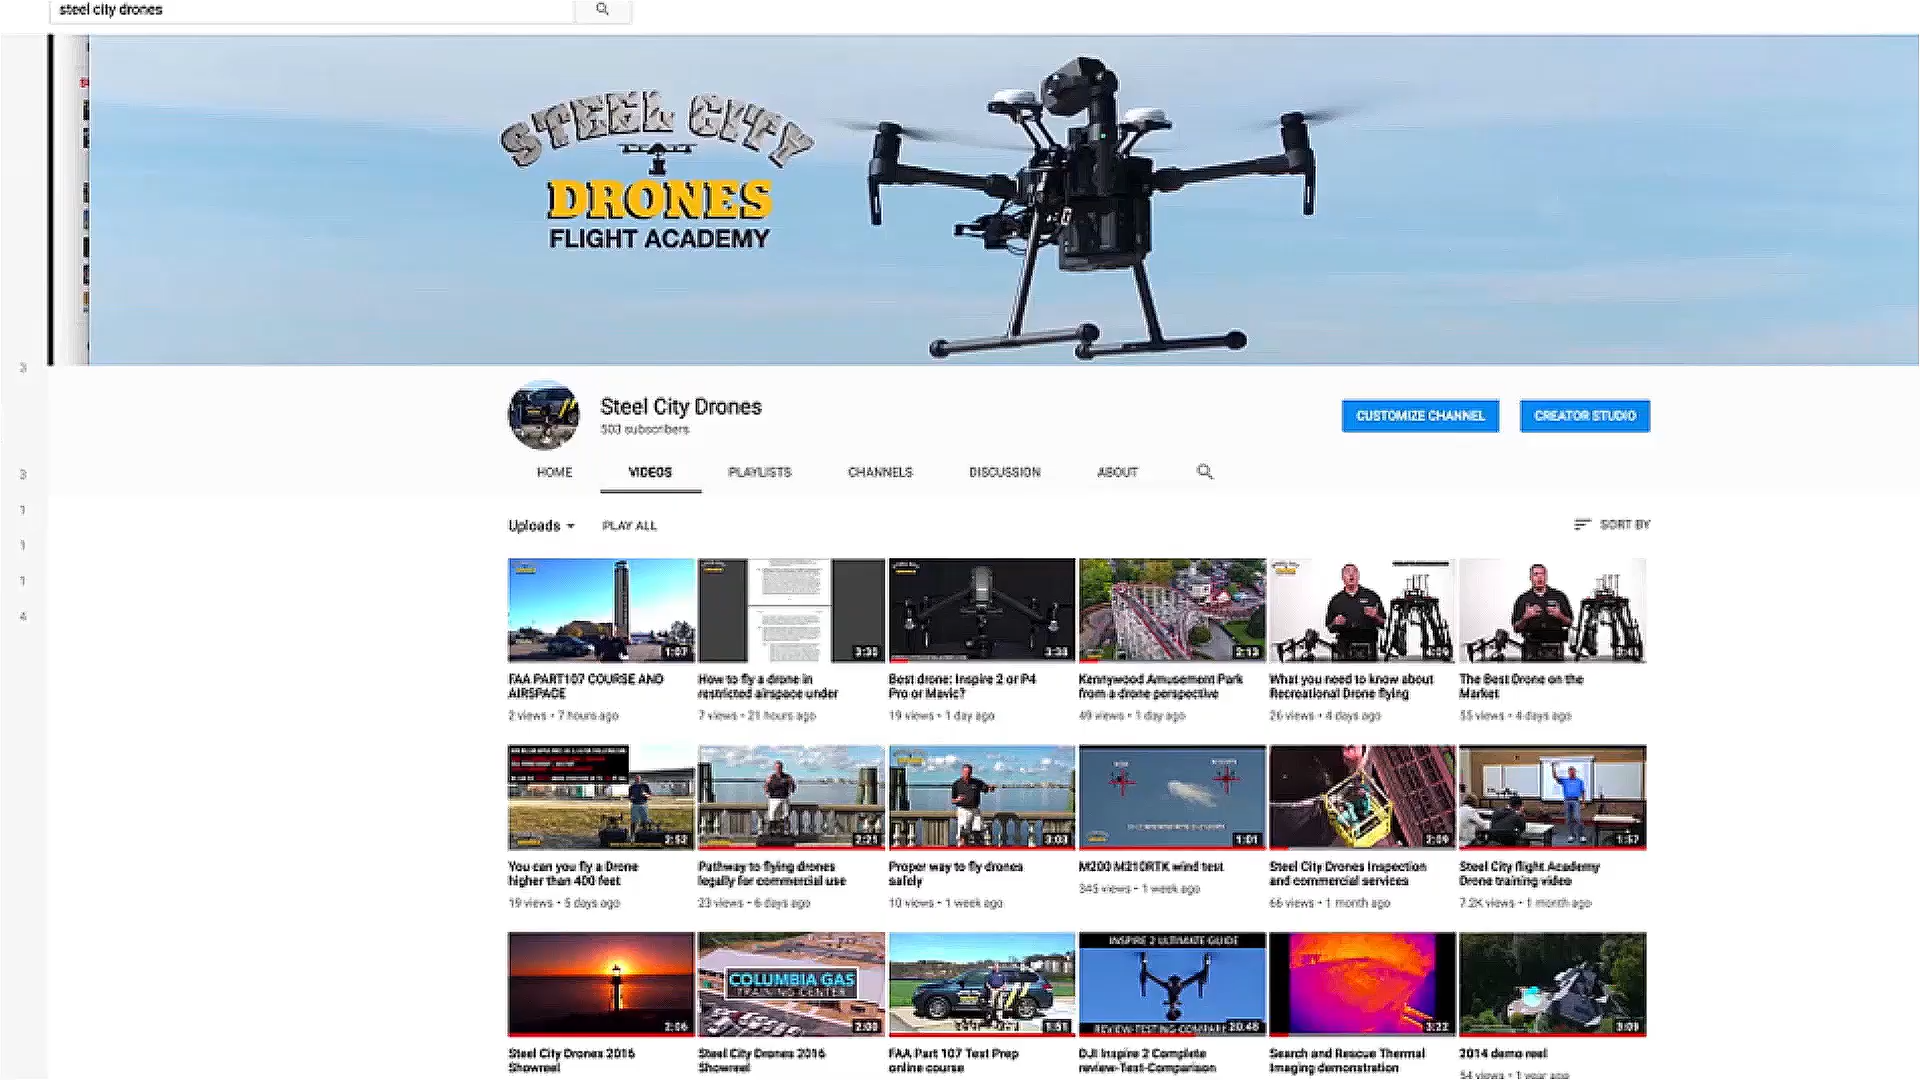 steel city drones
STEEL CITY
DRONES
FLIGHT ACADEMY
Steel City Drones
503 subscribers
CUSTOMIZE CHANNEL
CREATOR STUDIO
HOME
VIDEOS
PLAYLISTS
CHANNELS
DISCUSSION
ABOUT
Uploads
PLAY ALL
SORT BY
1:07
3:35
3:38
2:13
FAA PART107 COURSE AND
AIRSPACE
2 views • 7 hours ago
How to fly a drone in
restricted airspace under
7 views • 21 hours ago
Best drone: Inspire 2 or P4
Pro or Mavic?
19 views • 1 day ago
Kennywood Amusement Park
from a drone perspective
49 views • 1 day ago
What you need to know about
Recreational Drone flying
26 views • 4 days ago
The Best Drone on the
Market
55 views • 4 days ago
2:53
2:21
3:03
1:01
2:09
1:57
You can you fly a Drone
higher than 400 feet
19 views • 5 days ago
Pathway to flying drones
legally for commercial use
23 views • 6 days ago
Proper way to fly drones
safely
10 views • 1 week ago
M200 M210RTK wind test
345 views • 1 week ago
Steel City Drones Inspection
and commercial services
66 views • 1 month ago
Steel City flight Academy
Drone training video
7.2K views • 1 month ago
2:06
COLUMBIA GAS
TRAINING CENTER
2:00
1:51
INSPIRE 2 ULTIMATE GUIDE
REVIEW-TESTING-COMPARE
20:48
3:22
3:09
Steel City Drones 2016
Showreel
Steel City Drones 2016
Showreel
FAA Part 107 Test Prep
online course
DJI Inspire 2 Complete
review-Test-Comparison
Search and Rescue Thermal
Imaging demonstration
2014 demo reel
54 views • 1 year ago